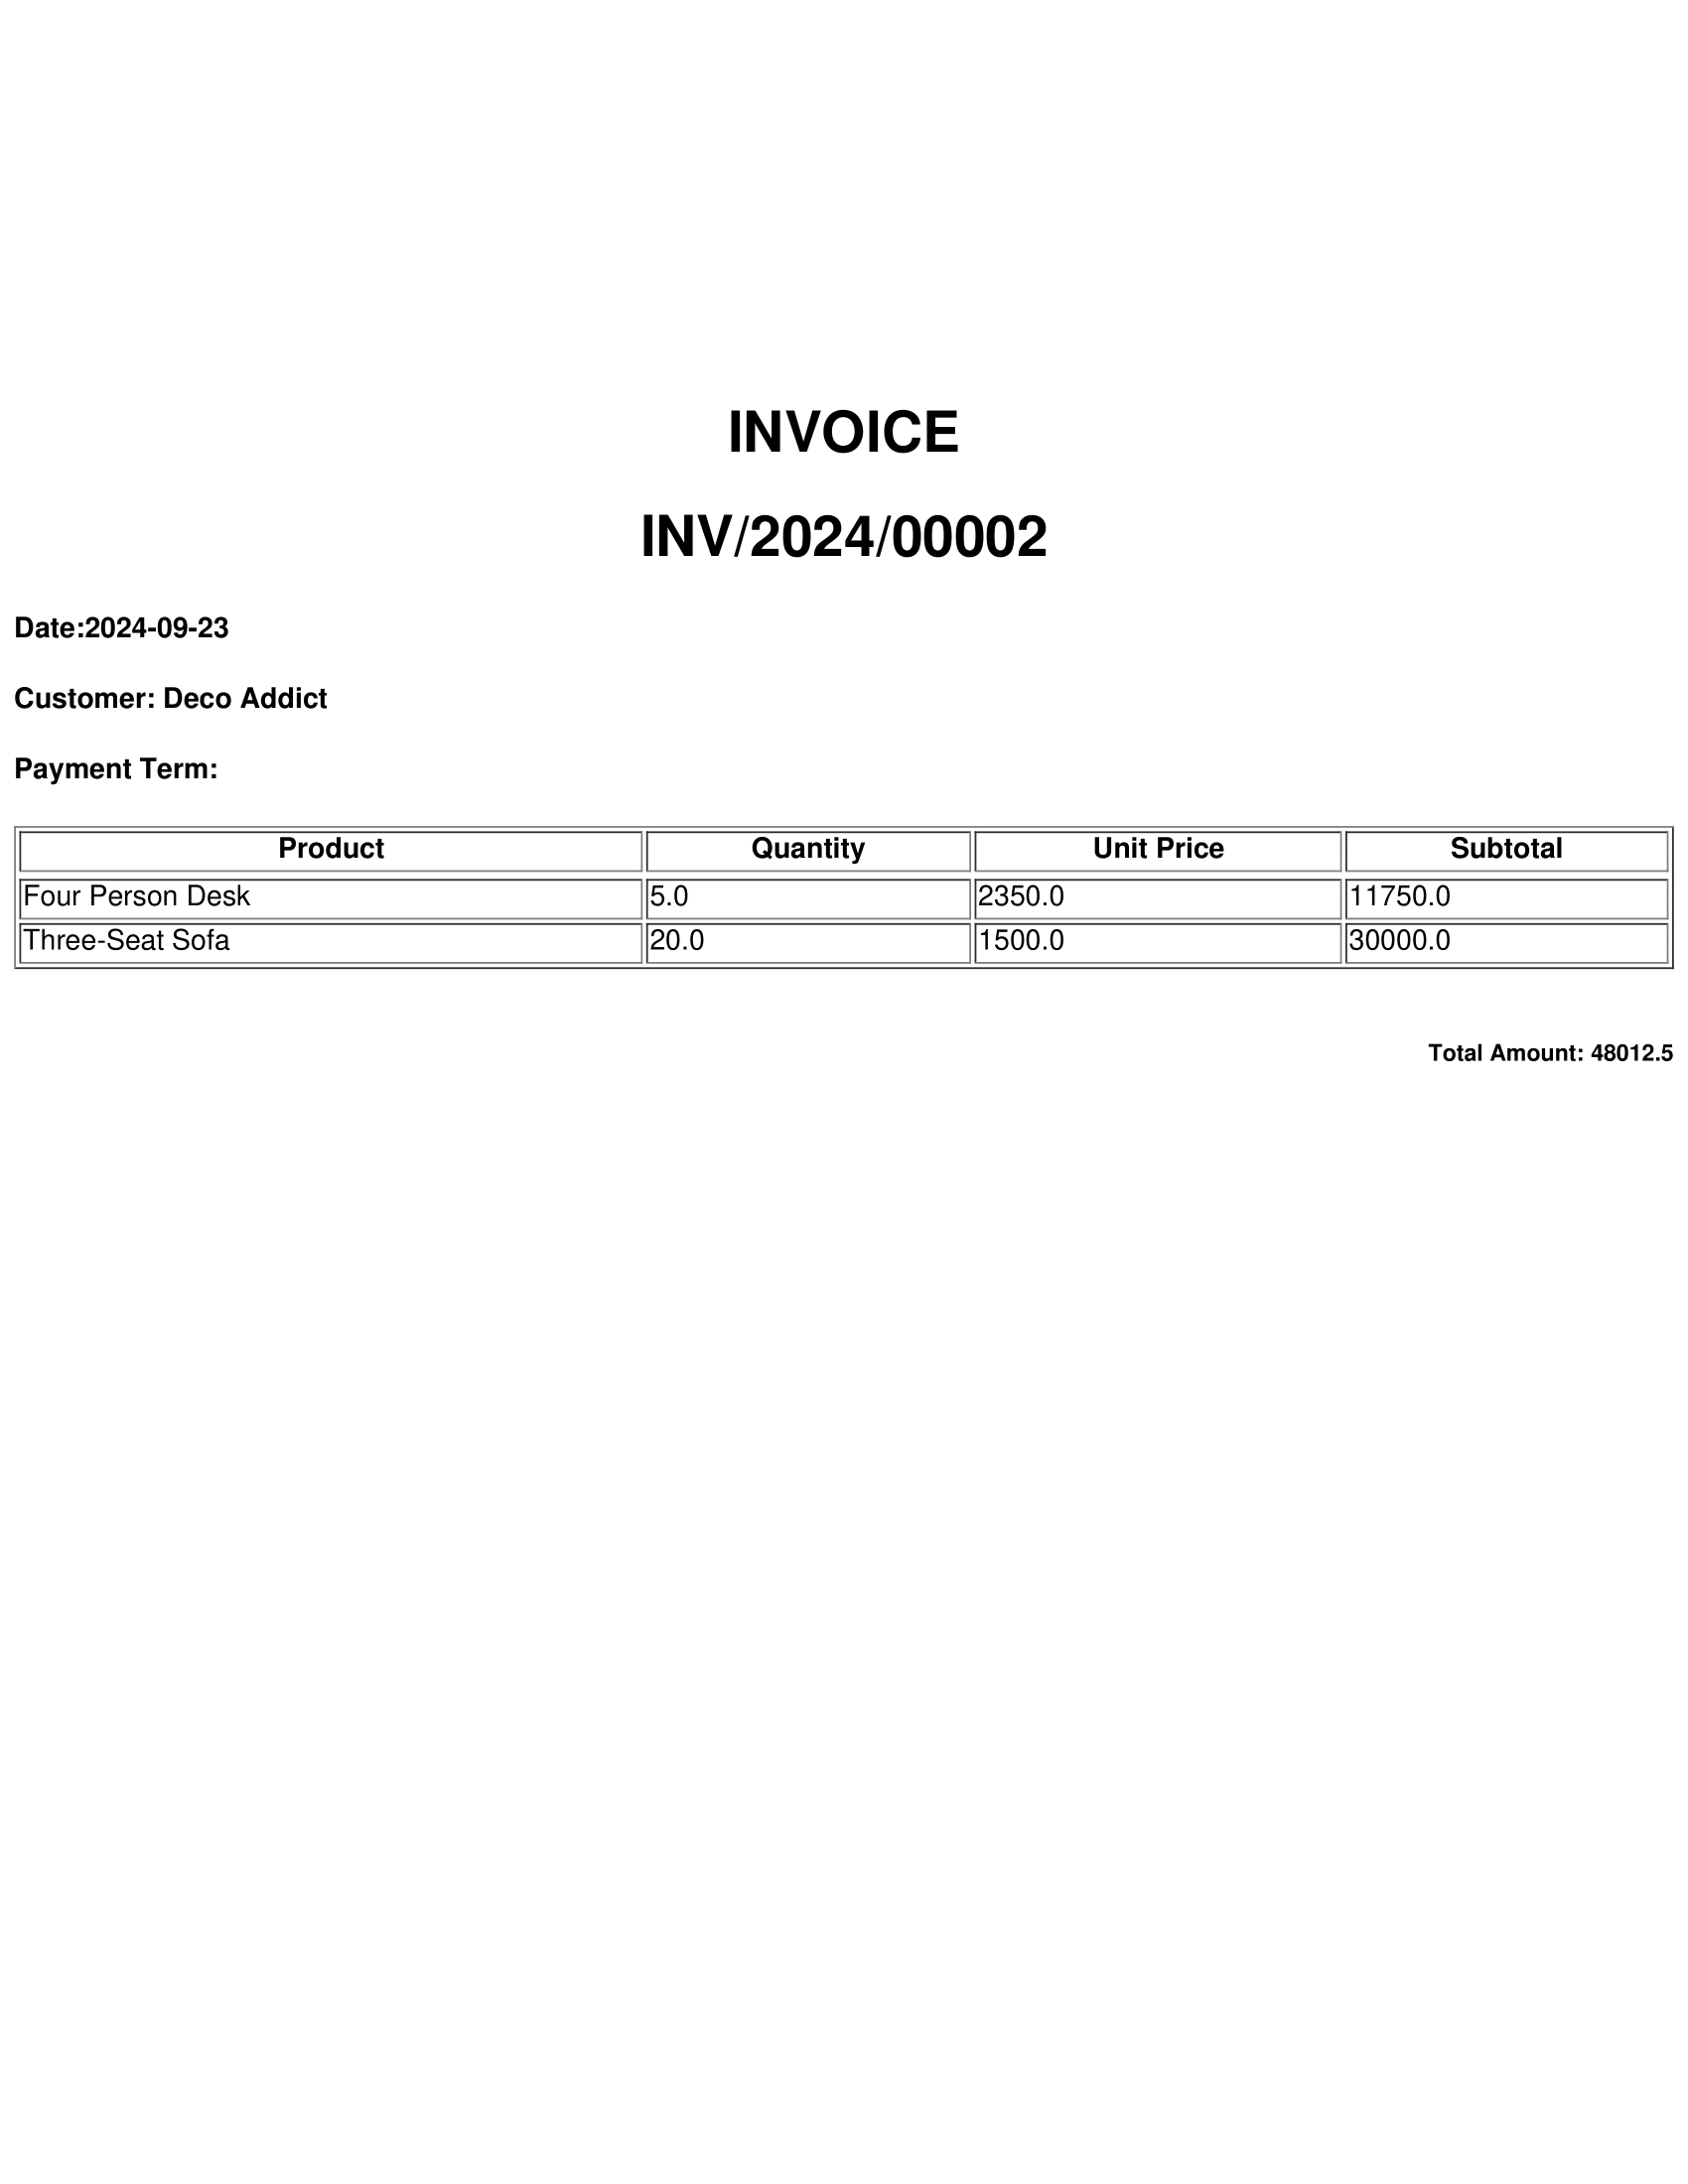 INVOICE
INV/2024/00002
Date:2024-09-23
Customer: Deco Addict
Payment Term:
Product Quantity Unit Price Subtotal
Four Person Desk 5.0 2350.0 11750.0
Three-Seat Sofa 20.0 1500.0 30000.0
Total Amount: 48012.5